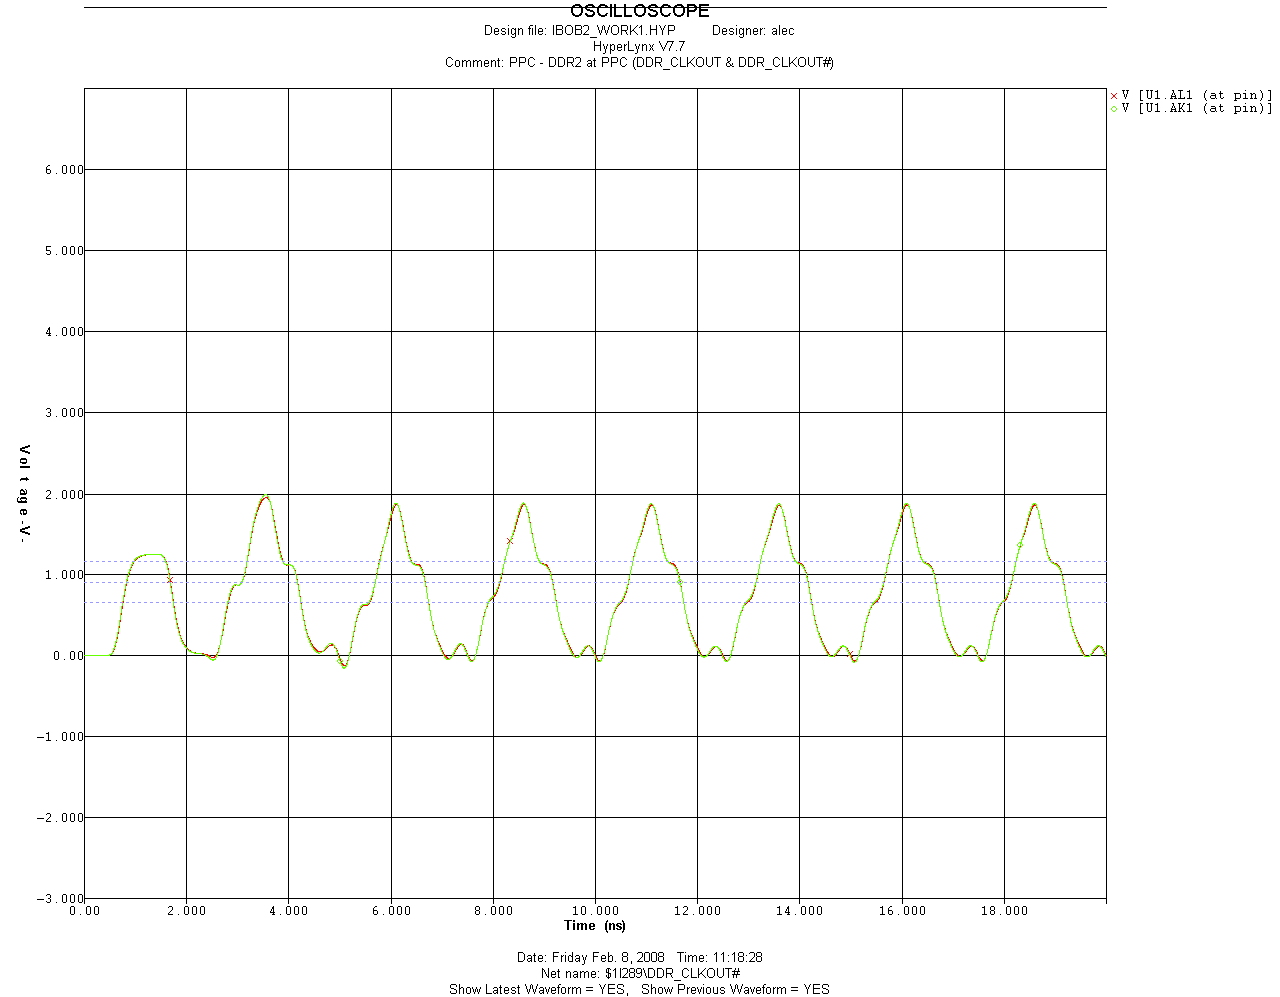 OSCILLOSCOPE
Design file: IBOB2_WORK1.HYP Designer: alec
HyperLynx V7.7
Comment: PPC - DDR2 at PPC (DDR_CLKOUT & DDR_CLKOUT#)
V [U1.AL1 (at pin)]
V [U1.AK1 (at pin)]
6.000
5.000
4.000
3.000
2.000
1.000
0.00
-1.000
-2.000
-3.000
Voltage -V-
0.00 2.000 4.000 6.000 8.000 10.000 12.000 14.000 16.000 18.000
Time (ns)
Date: Friday Feb. 8, 2008 Time: 11:18:28
Net name: $1I289\DDR_CLKOUT#
Show Latest Waveform = YES, Show Previous Waveform = YES